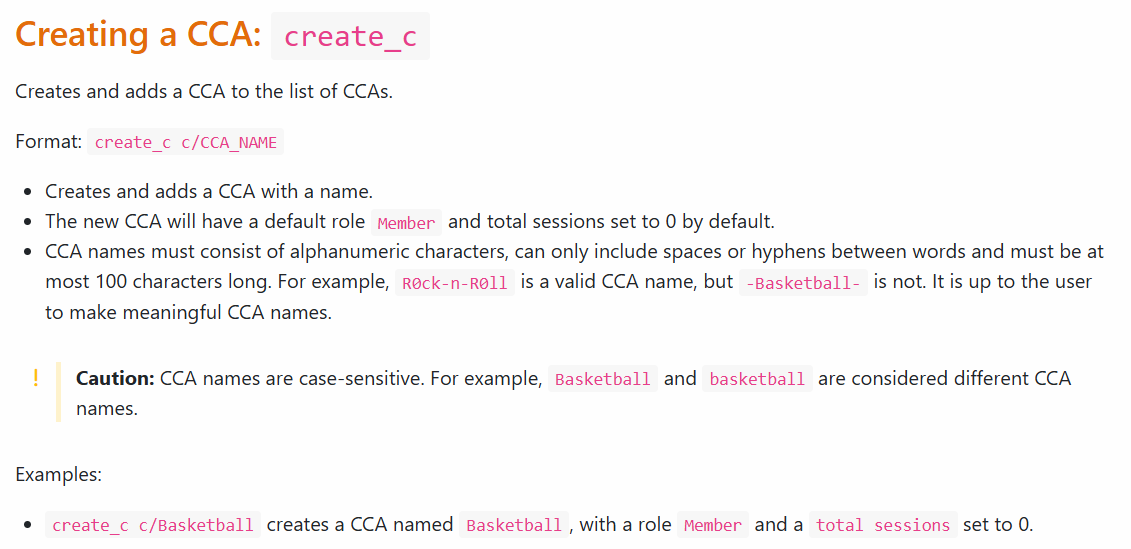 Creating a CCA: create_c
Creates and adds a CCA to the list of CCAs.
Format: create_c c/CCA_NAME
• Creates and adds a CCA with a name.
• The new CCA will have a default role Member and total sessions set to 0 by default.
• CCA names must consist of alphanumeric characters, can only include spaces or hyphens between words and must be at
most 100 characters long. For example, R0ck-n-R0ll is a valid CCA name, but -Basketball- is not. It is up to the user
to make meaningful CCA names.
! Caution: CCA names are case-sensitive. For example, Basketball and basketball are considered different CCA
names.
Examples:
• create_c c/Basketball creates a CCA named Basketball, with a role Member and a total sessions set to 0.